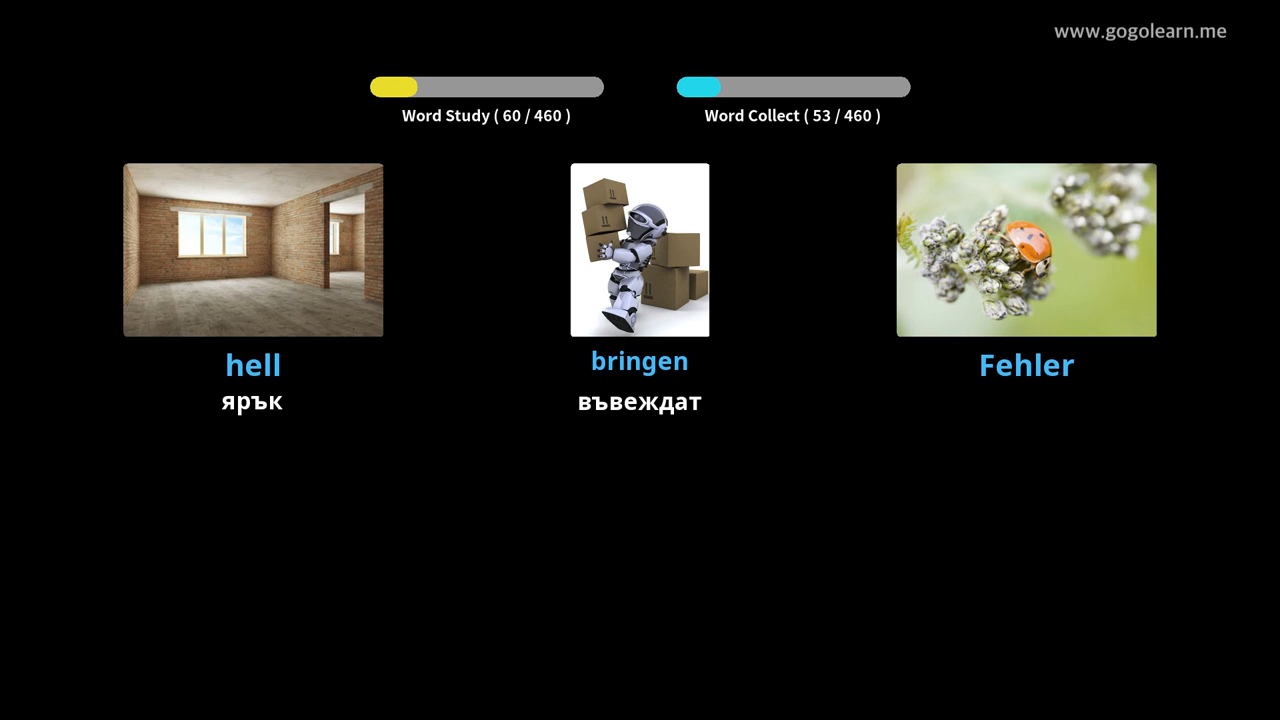 www.gogolearn.me
Word Study ( 60 / 460 )
Word Collect ( 53 / 460 )
hell
ярък
bringen
въвеждат
Fehler